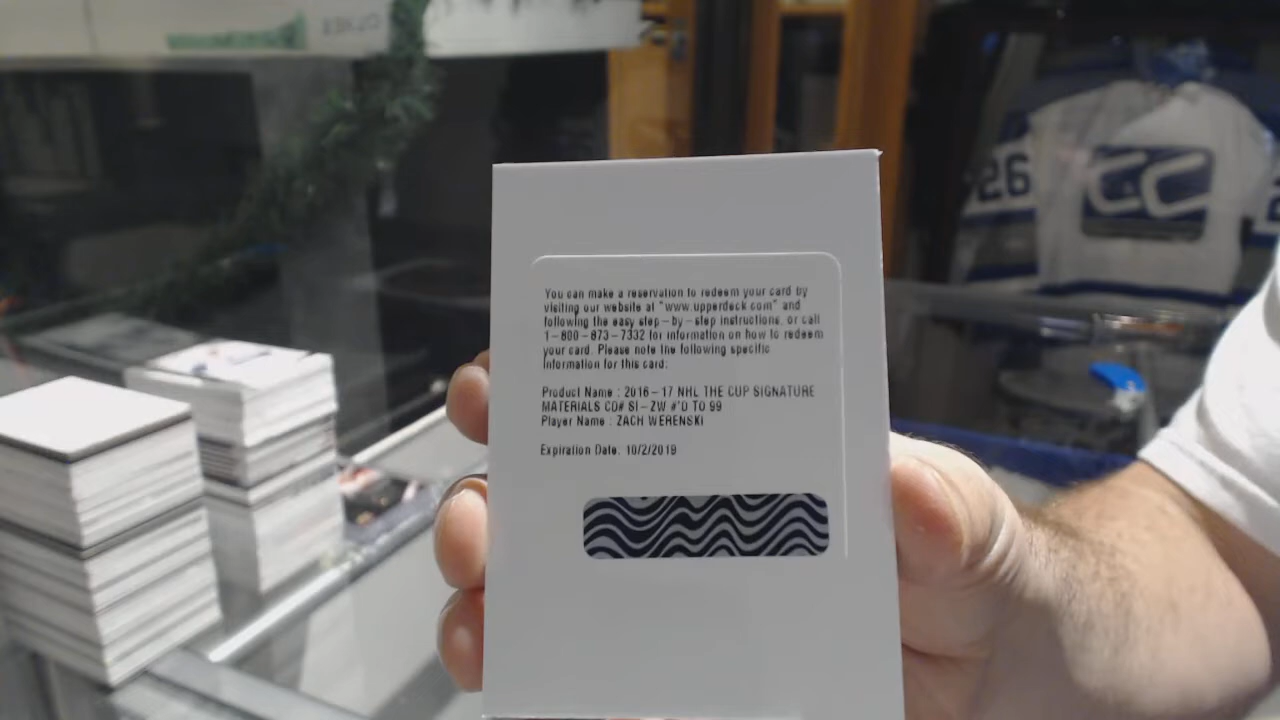 You can make a reservation to redeem your card by
visiting our website at "www.upperdeck.com" and
following the easy step-by-step instructions, or call
1-800-873-7332 for information on how to redeem
your card. Please note the following specific
information for this card:
Product Name : 2016-17 NHL THE CUP SIGNATURE
MATERIALS CD# SI-ZW #'D TO 99
Player Name : ZACH WERENSKI
Expiration Date: 10/2/2019
26
CC